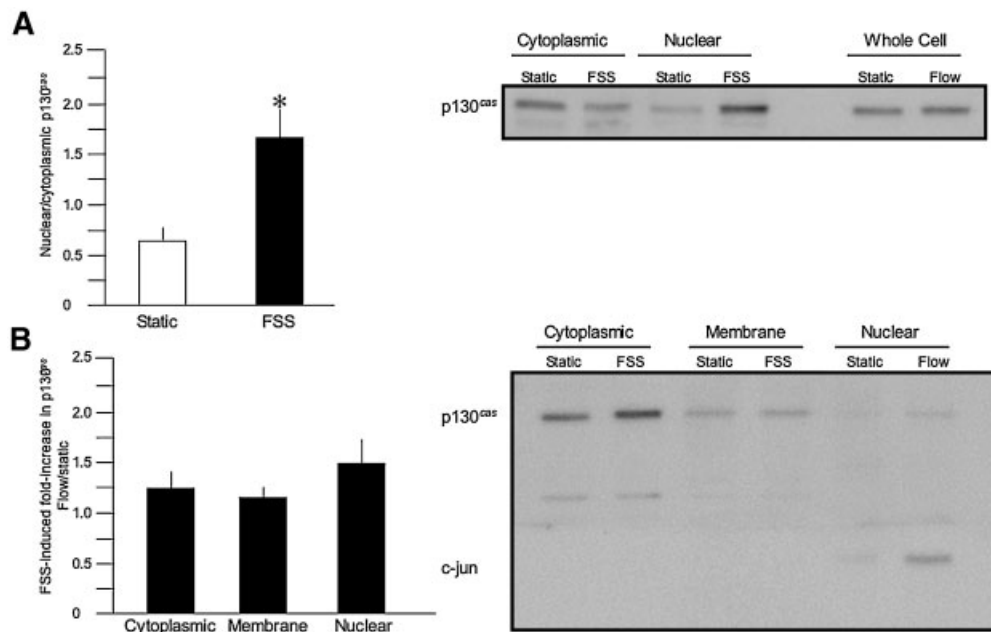 A
Nuclear/cytoplasmic p130cas
2.5
2.0
1.5
1.0
0.5
0
*
Static FSS
Cytoplasmic Nuclear Whole Cell
Static FSS Static FSS Static Flow
p130cas
B
FSS-Induced fold-increase in p130cas
Flow/static
2.5
2.0
1.5
1.0
0.5
0
Cytoplasmic Membrane Nuclear
Cytoplasmic Membrane Nuclear
Static FSS Static FSS Static Flow
p130cas
c-jun